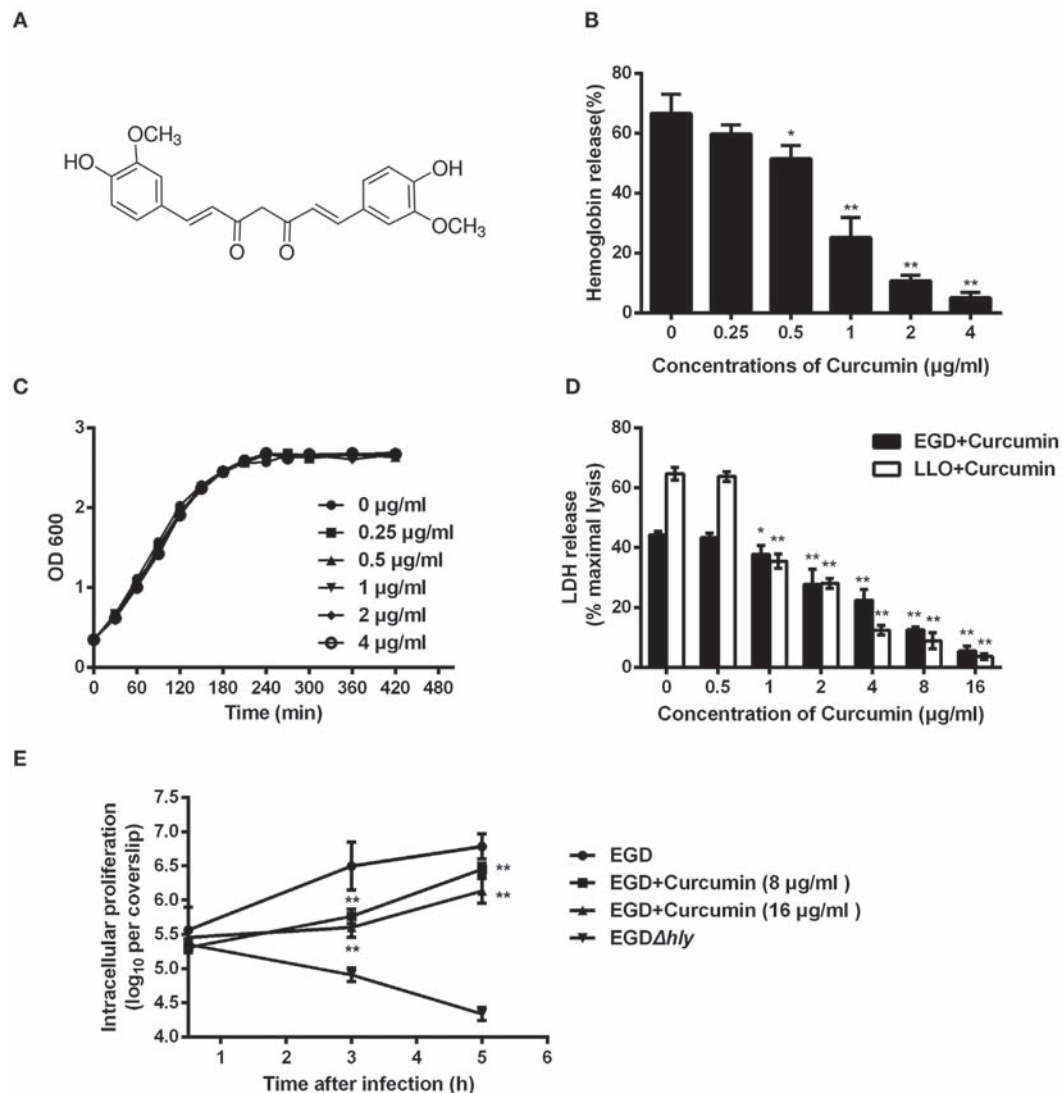 A
OCH3
HO
OH
OCH3
O
O
B
Hemoglobin release(%)
80
60
40
20
0
*
**
**
**
0 0.25 0.5 1 2 4
Concentrations of Curcumin (µg/ml)
C
OD 600
3
2
1
0
0 µg/ml
0.25 µg/ml
0.5 µg/ml
1 µg/ml
2 µg/ml
4 µg/ml
0 60 120 180 240 300 360 420 480
Time (min)
D
LDH release
(% maximal lysis)
80
60
40
20
0
EGD+Curcumin
LLO+Curcumin
* **
** **
** **
** **
** **
0 0.5 1 2 4 8 16
Concentration of Curcumin (µg/ml)
E
Intracellular proliferation
(log10 per coverslip)
7.5
7.0
6.5
6.0
5.5
5.0
4.5
4.0
**
**
**
**
EGD
EGD+Curcumin (8 µg/ml )
EGD+Curcumin (16 µg/ml )
EGDΔhly
1 2 3 4 5 6
Time after infection (h)